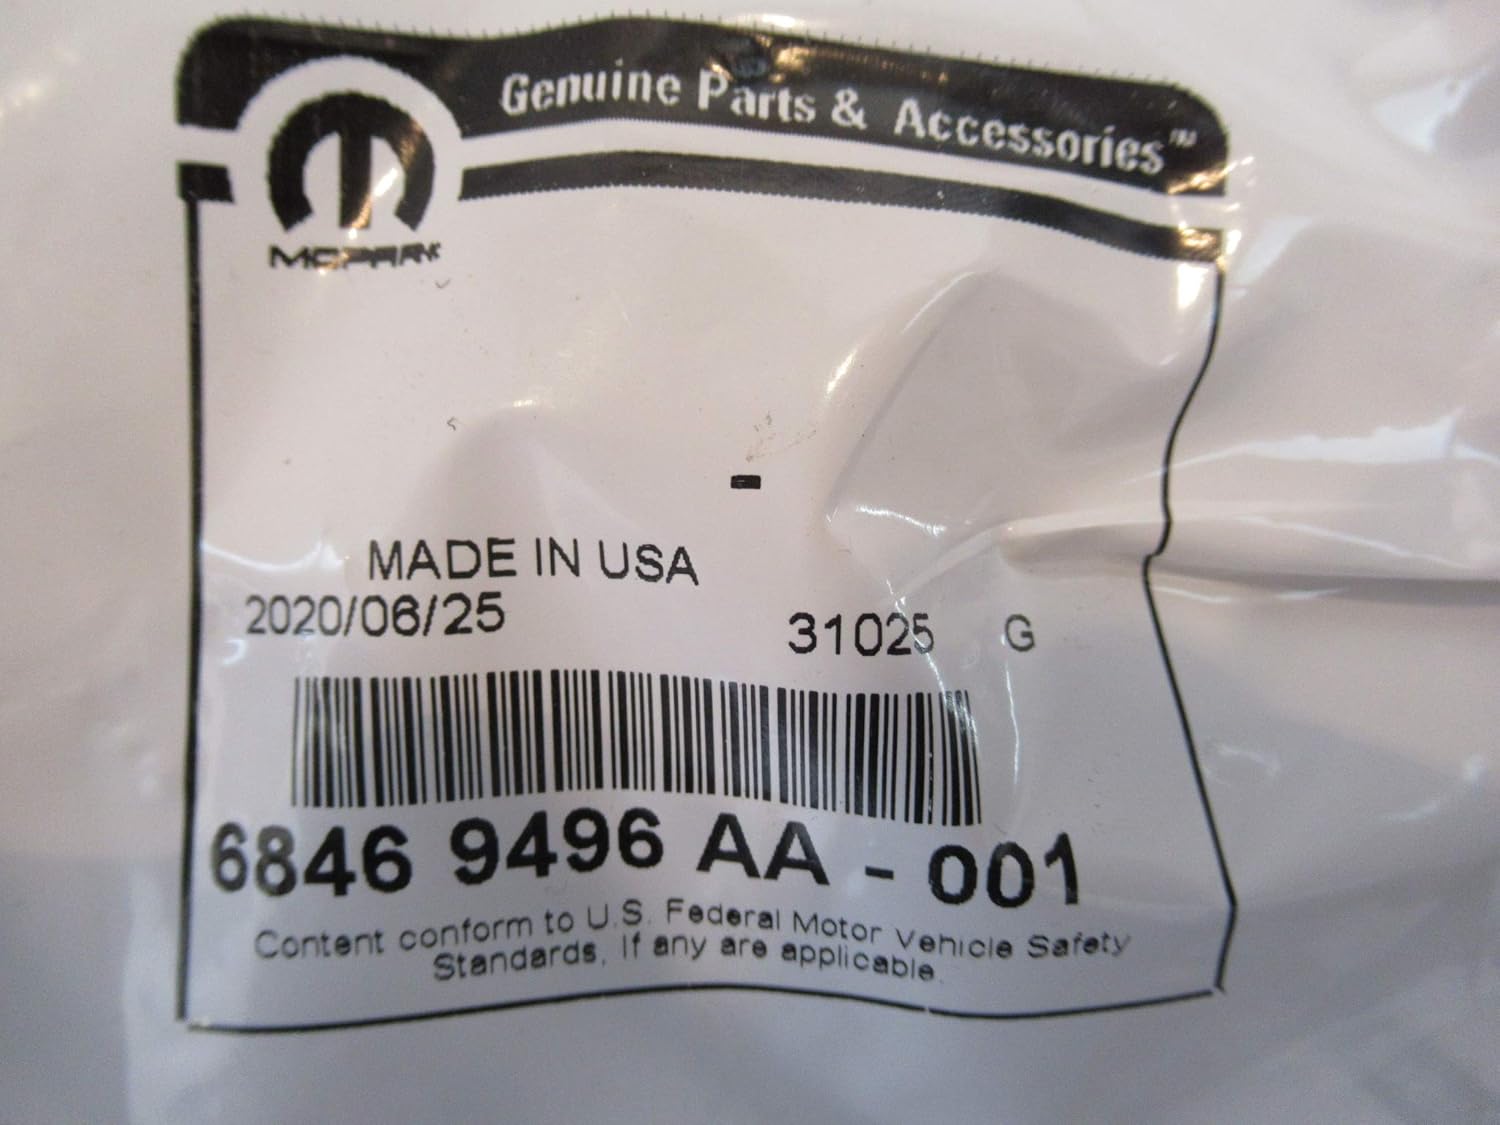 Genuine Parts & Accessories™
MOPAR
-
MADE IN USA
2020/06/25 31025 G
6846 9496 AA - 001
Content conform to U.S. Federal Motor Vehicle Safety
Standards, If any are applicable.